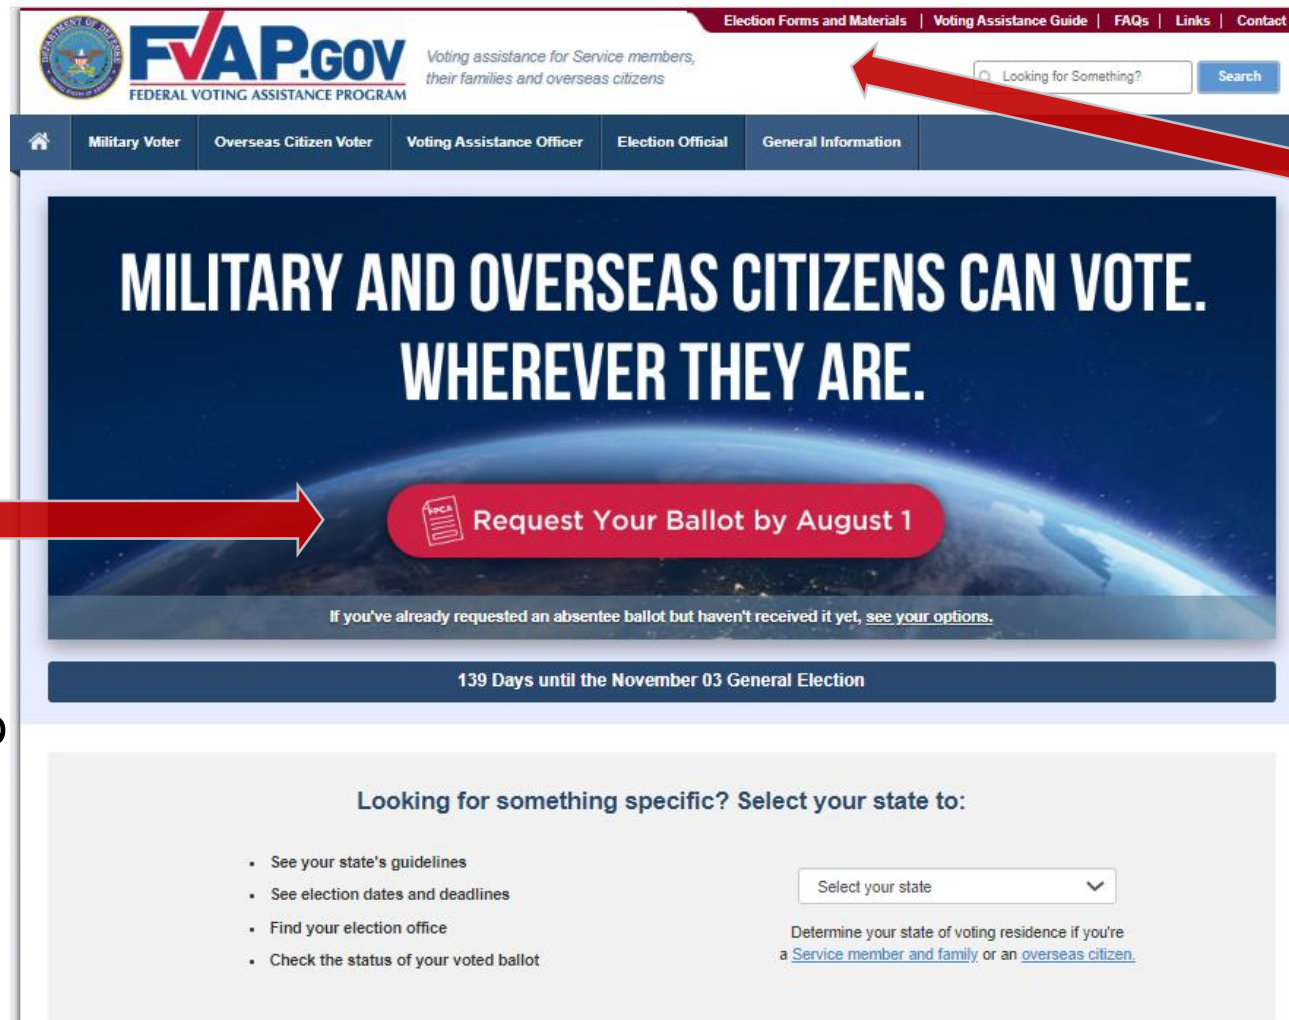 Election Forms and Materials | Voting Assistance Guide | FAQs | Links | Contact
FVAP.GOV
FEDERAL VOTING ASSISTANCE PROGRAM
Voting assistance for Service members,
their families and overseas citizens
Looking for Something?
Search
Military Voter
Overseas Citizen Voter
Voting Assistance Officer
Election Official
General Information
MILITARY AND OVERSEAS CITIZENS CAN VOTE.
WHEREVER THEY ARE.
FPCA
Request Your Ballot by August 1
If you've already requested an absentee ballot but haven't received it yet, see your options.
139 Days until the November 03 General Election
Looking for something specific? Select your state to:
• See your state's guidelines
• See election dates and deadlines
• Find your election office
• Check the status of your voted ballot
Select your state
Determine your state of voting residence if you're
a Service member and family or an overseas citizen.